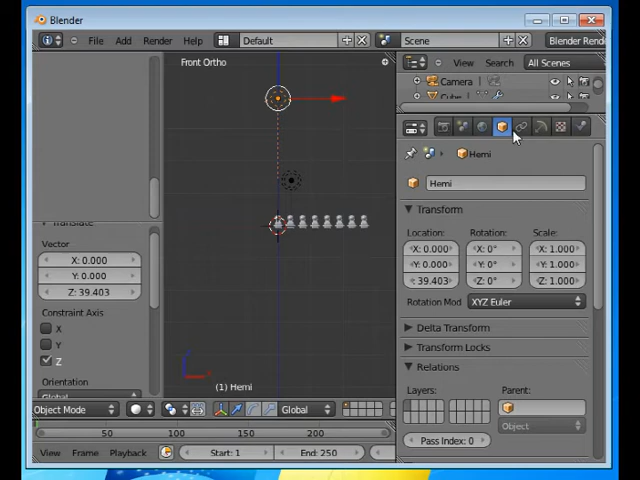 Blender
File Add Render Help Default Scene Blender Rend
Front Ortho
View Search All Scenes
Camera
Cube
Hemi
Hemi
Transform
Location: Rotation: Scale:
X: 0.000 X: 0° X: 1.000
Y: 0.000 Y: 0° Y: 1.000
: 39.403 Z: 0° Z: 1.000
Rotation Mod XYZ Euler
Delta Transform
Transform Locks
Relations
Layers: Parent:
Object
Pass Index: 0
Translate
Vector
X: 0.000
Y: 0.000
Z: 39.403
Constraint Axis
X
Y
Z
Orientation
Global
(1) Hemi
Object Mode Global
50 100 150 200
View Frame Playback Start: 1 End: 250